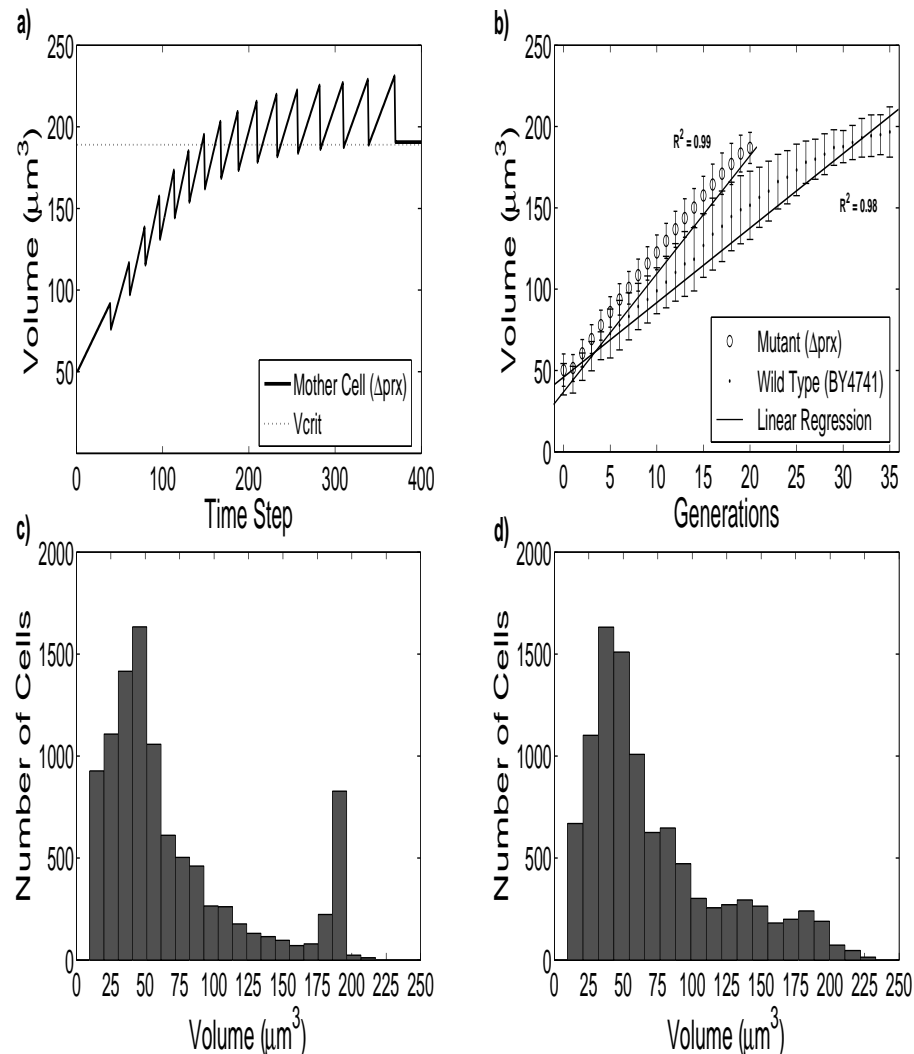 a)
250
200
150
100
50
Volume (μm³)
0
100
200
300
400
Time Step
Mother Cell (Δprx)
Vcrit
b)
250
200
150
100
50
0
Volume (μm³)
R² = 0.99
R² = 0.98
Mutant (Δprx)
Wild Type (BY4741)
Linear Regression
0
5
10
15
20
25
30
35
Generations
c)
2000
1500
1000
500
0
Number of Cells
0
25
50
75
100
125
150
175
200
225
250
Volume (μm³)
d)
2000
1500
1000
500
0
Number of Cells
0
25
50
75
100
125
150
175
200
225
250
Volume (μm³)